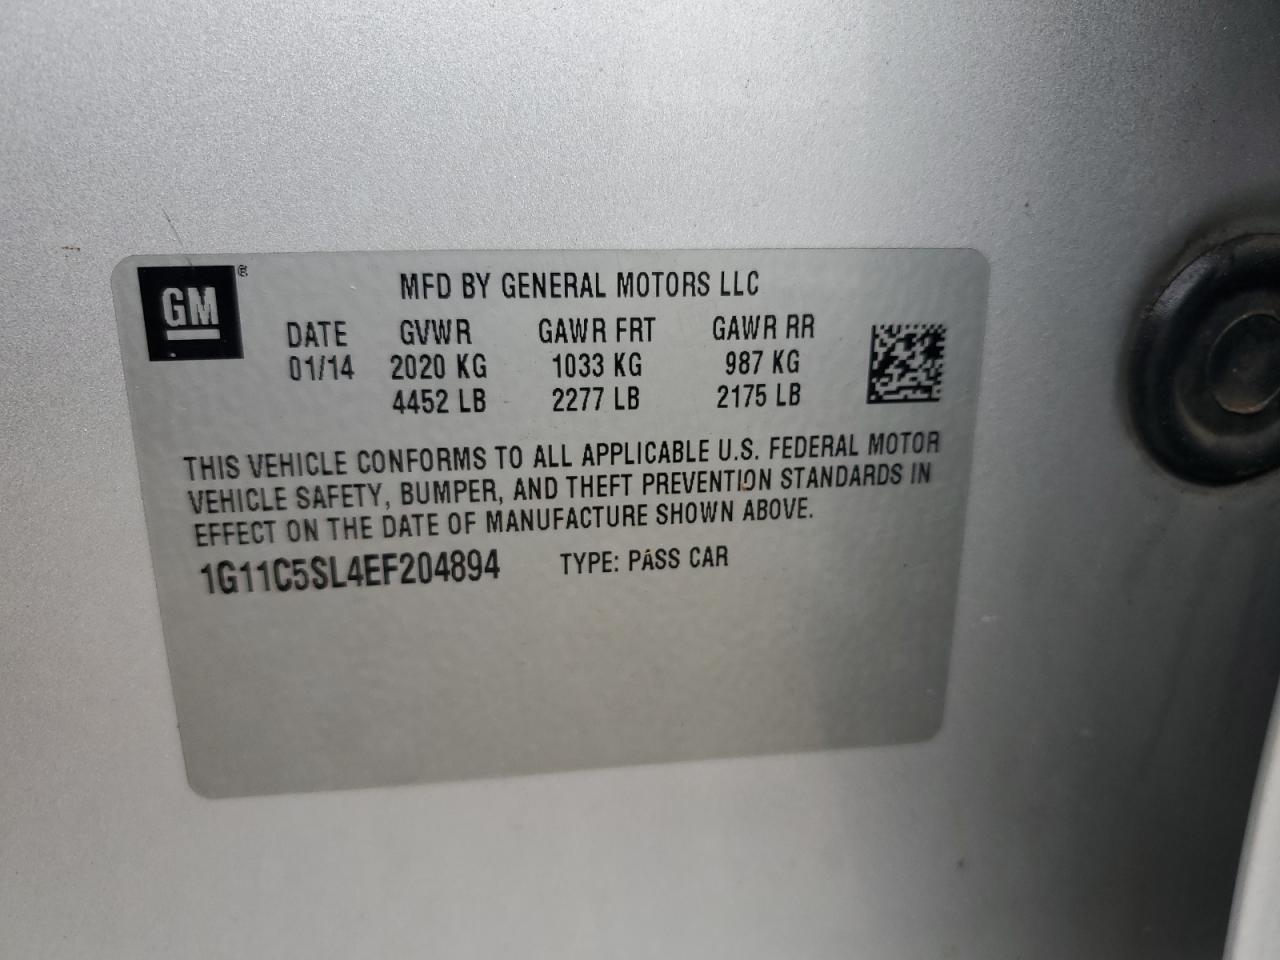 GM®
MFD BY GENERAL MOTORS LLC
DATE GVWR GAWR FRT GAWR RR
01/14 2020 KG 1033 KG 987 KG
4452 LB 2277 LB 2175 LB
THIS VEHICLE CONFORMS TO ALL APPLICABLE U.S. FEDERAL MOTOR
VEHICLE SAFETY, BUMPER, AND THEFT PREVENTION STANDARDS IN
EFFECT ON THE DATE OF MANUFACTURE SHOWN ABOVE.
1G11C5SL4EF204894 TYPE: PASS CAR